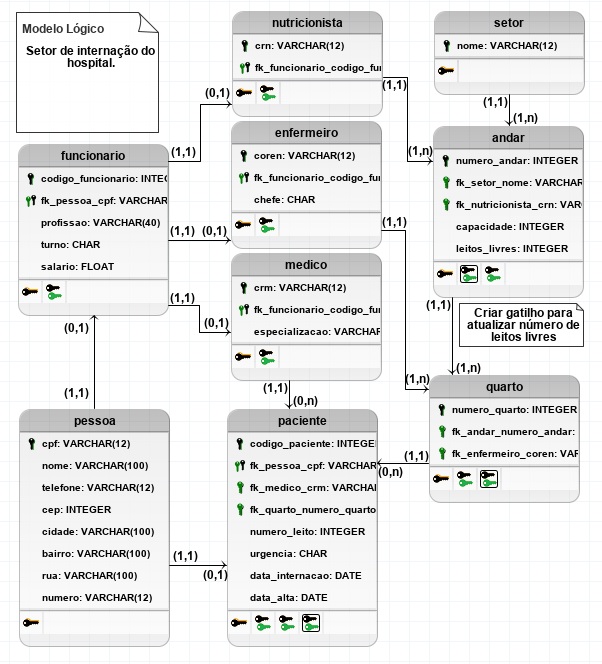 Modelo Lógico
Setor de internação do
hospital.
nutricionista
crn: VARCHAR(12)
fk_funcionario_codigo_fu
setor
nome: VARCHAR(12)
(0,1)
(1,1)
(1,1)
(1,n)
(1,1)
(1,n)
funcionario
codigo_funcionario: INTEG
fk_pessoa_cpf: VARCHAR
profissao: VARCHAR(40)
turno: CHAR
salario: FLOAT
enfermeiro
coren: VARCHAR(12)
fk_funcionario_codigo_fu
chefe: CHAR
andar
numero_andar: INTEGER
fk_setor_nome: VARCHAR
fk_nutricionista_crn: VAR
capacidade: INTEGER
leitos_livres: INTEGER
(1,1)
(0,1)
(1,1)
medico
crm: VARCHAR(12)
fk_funcionario_codigo_fu
especializacao: VARCHAR
(1,1)
(0,1)
(1,1)
Criar gatilho para
atualizar número de
leitos livres
(0,1)
(1,1)
(1,1)
(0,n)
(1,n)
(1,n)
pessoa
cpf: VARCHAR(12)
nome: VARCHAR(100)
telefone: VARCHAR(12)
cep: INTEGER
cidade: VARCHAR(100)
bairro: VARCHAR(100)
rua: VARCHAR(100)
numero: VARCHAR(12)
paciente
codigo_paciente: INTEGE
fk_pessoa_cpf: VARCHAR
fk_medico_crm: VARCHA
fk_quarto_numero_quarto
numero_leito: INTEGER
urgencia: CHAR
data_internacao: DATE
data_alta: DATE
quarto
numero_quarto: INTEGER
fk_andar_numero_andar:
fk_enfermeiro_coren: VAR
(1,1)
(0,n)
(1,1)
(0,1)